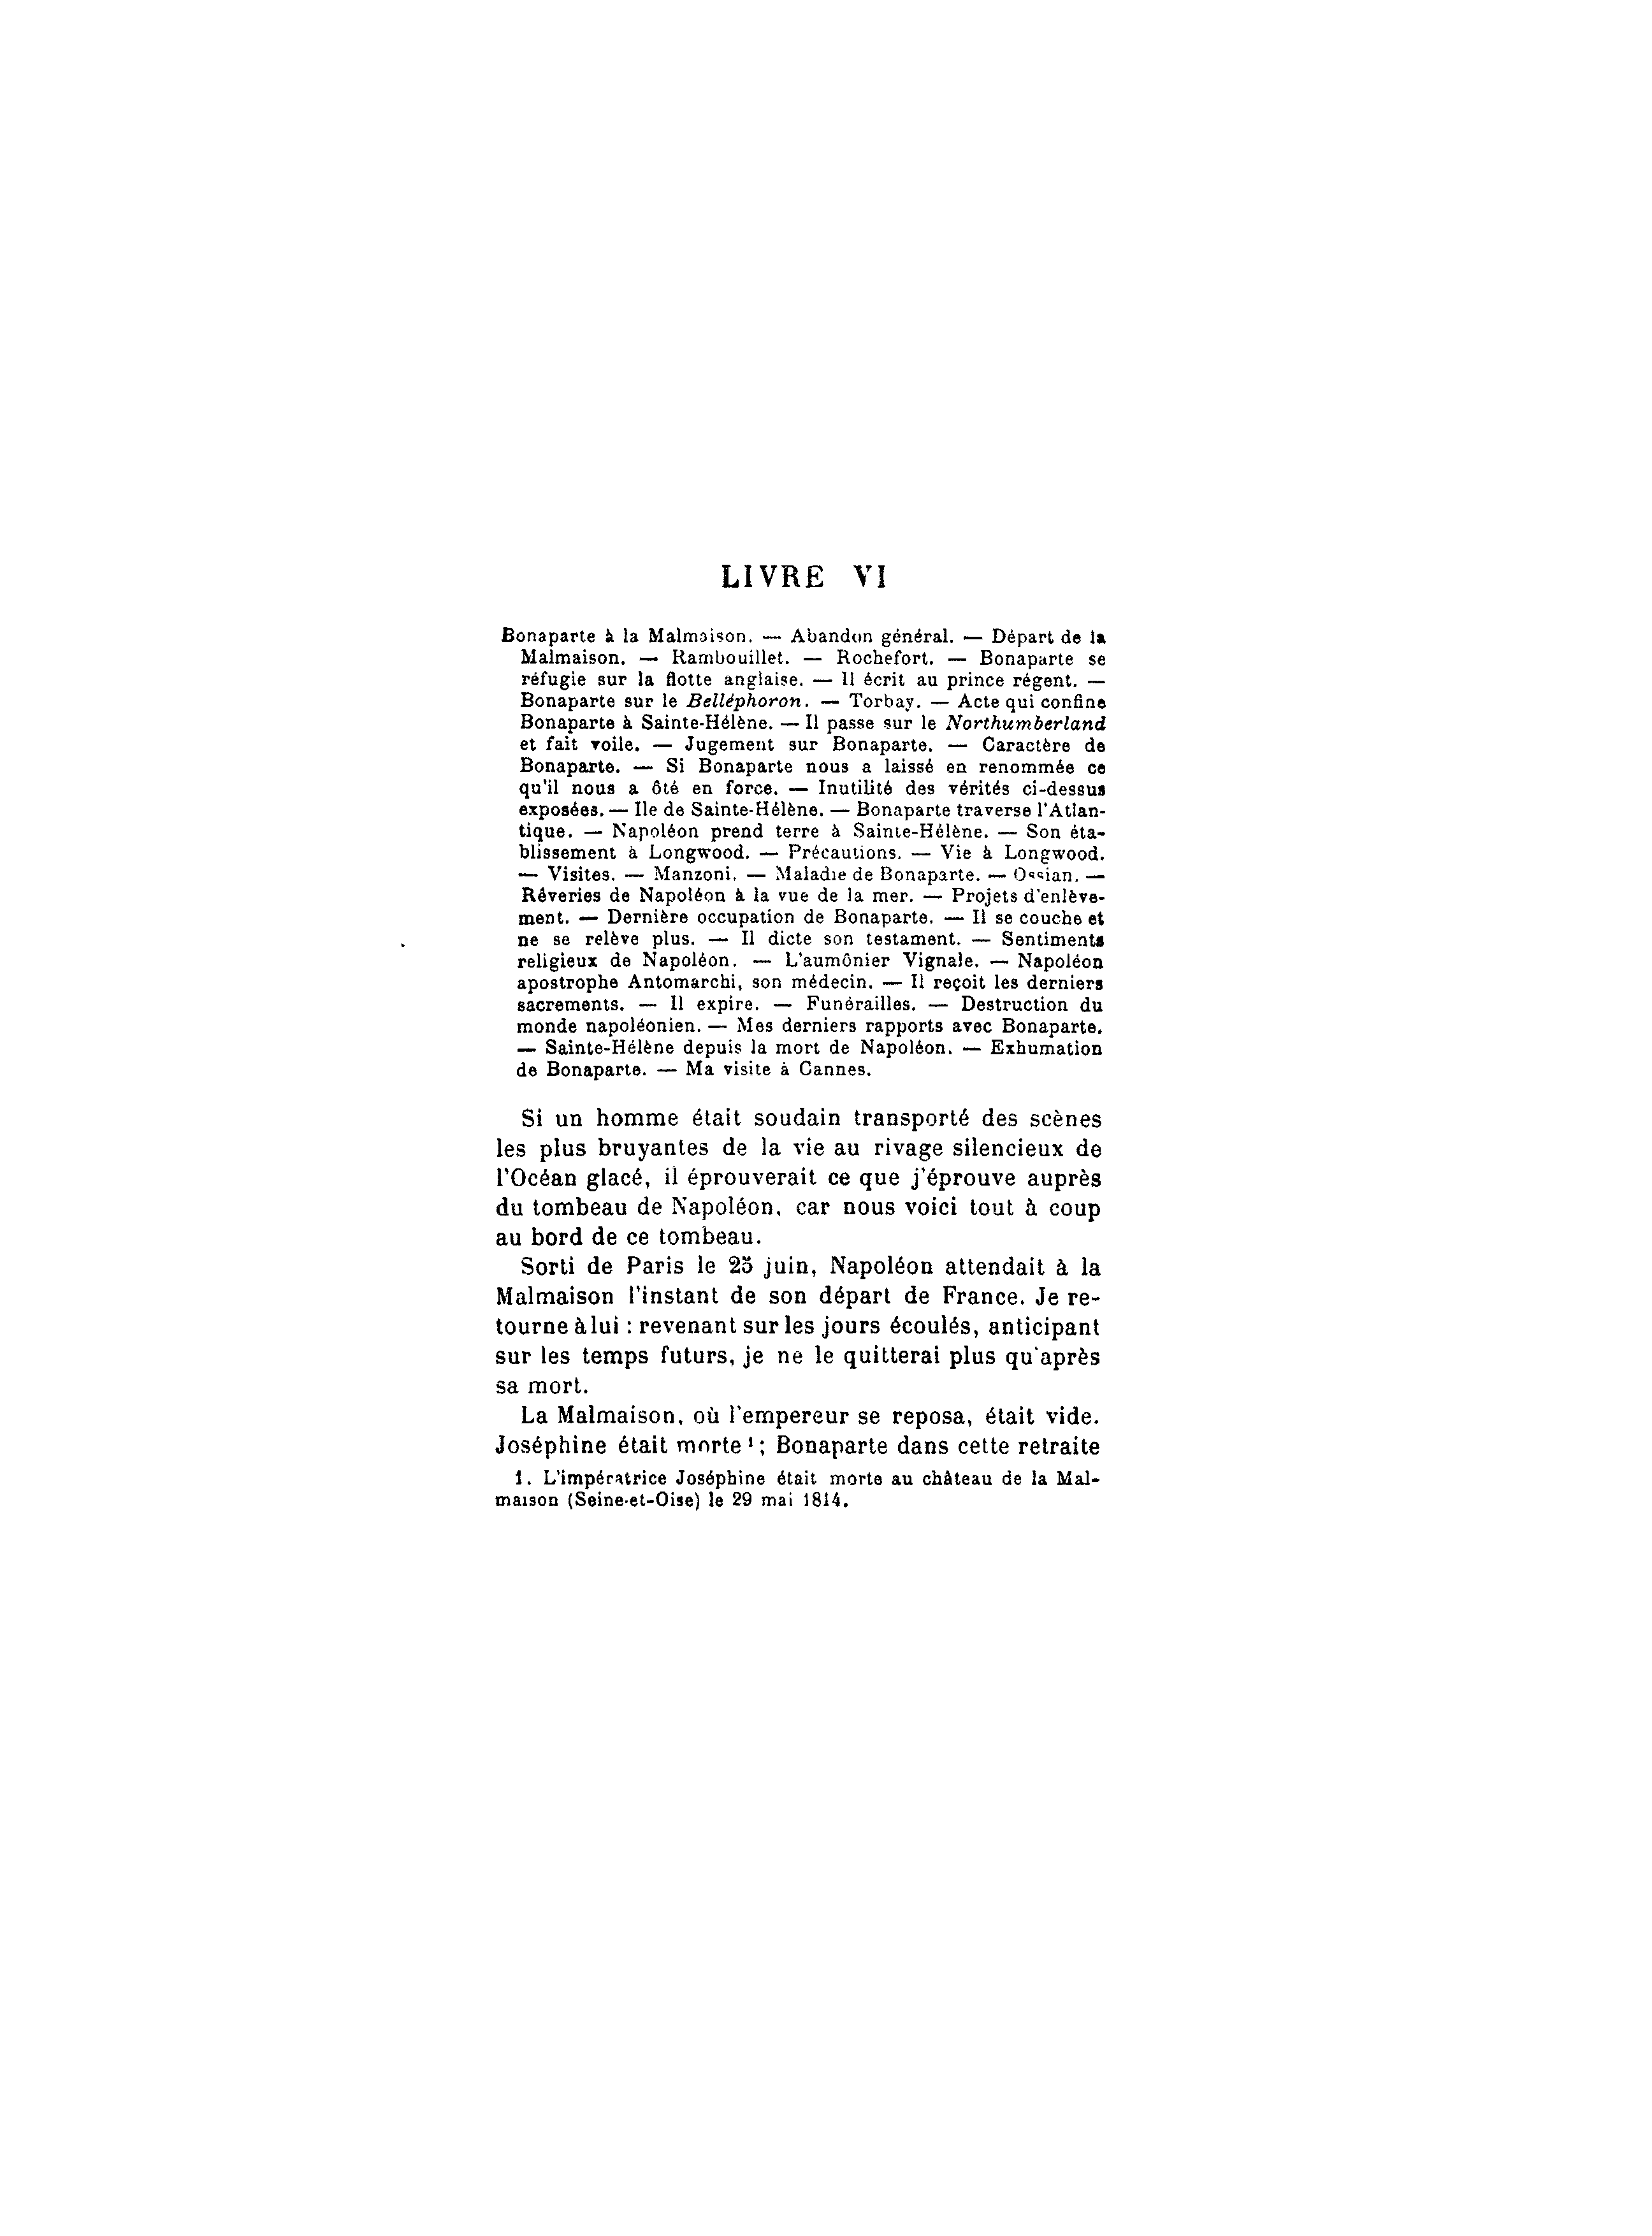 LIVRE VI
Bonaparte à la Malmaison. — Abandon général. — Départ de la
Malmaison. — Rambouillet. — Rochefort. — Bonaparte se
réfugie sur la flotte anglaise. — Il écrit au prince régent. —
Bonaparte sur le Belléphoron. — Torbay. — Acte qui confine
Bonaparte à Sainte-Hélène. — Il passe sur le Northumberland
et fait voile. — Jugement sur Bonaparte. — Caractère de
Bonaparte. — Si Bonaparte nous a laissé en renommée ce
qu'il nous a ôté en force. — Inutilité des vérités ci-dessus
exposées. — Ile de Sainte-Hélène. — Bonaparte traverse l'Atlan-
tique. — Napoléon prend terre à Sainte-Hélène. — Son éta-
blissement à Longwood. — Précautions. — Vie à Longwood.
— Visites. — Manzoni. — Maladie de Bonaparte. — Ossian. —
Rêveries de Napoléon à la vue de la mer. — Projets d'enlève-
ment. — Dernière occupation de Bonaparte. — Il se couche et
ne se relève plus. — Il dicte son testament. — Sentiments
religieux de Napoléon. — L'aumônier Vignale. — Napoléon
apostrophe Antomarchi, son médecin. — Il reçoit les derniers
sacrements. — Il expire. — Funérailles. — Destruction du
monde napoléonien. — Mes derniers rapports avec Bonaparte.
— Sainte-Hélène depuis la mort de Napoléon. — Exhumation
de Bonaparte. — Ma visite à Cannes.
Si un homme était soudain transporté des scènes
les plus bruyantes de la vie au rivage silencieux de
l'Océan glacé, il éprouverait ce que j'éprouve auprès
du tombeau de Napoléon, car nous voici tout à coup
au bord de ce tombeau.
Sorti de Paris le 25 juin, Napoléon attendait à la
Malmaison l'instant de son départ de France. Je re-
tourne à lui : revenant sur les jours écoulés, anticipant
sur les temps futurs, je ne le quitterai plus qu'après
sa mort.
La Malmaison, où l'empereur se reposa, était vide.
Joséphine était morte ¹ ; Bonaparte dans cette retraite
1. L'impératrice Joséphine était morte au château de la Mal-
maison (Seine-et-Oise) le 29 mai 1814.